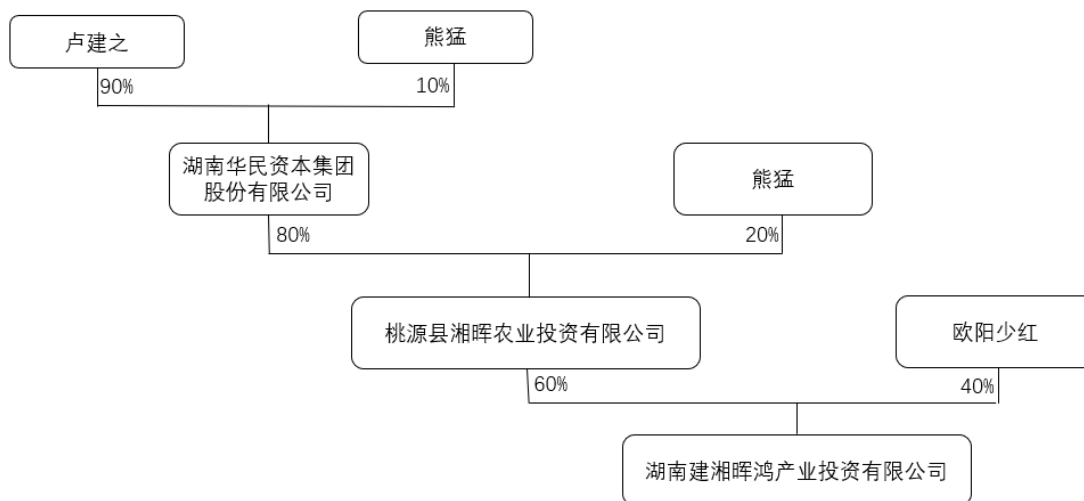 卢建之
熊猛
90%
10%
湖南华民资本集团
股份有限公司
熊猛
80%
20%
桃源县湘晖农业投资有限公司
欧阳少红
60%
40%
湖南建湘晖鸿产业投资有限公司